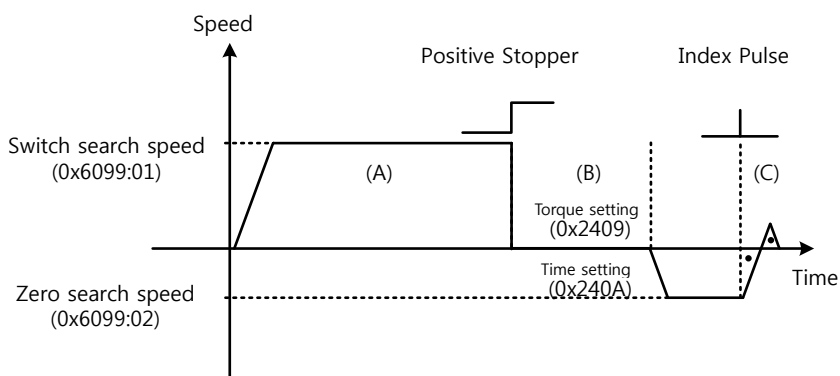 Speed
Positive Stopper
Index Pulse
Switch search speed
(0x6099:01)
(A)
(B)
(C)
Torque setting
(0x2409)
Time setting
(0x240A)
Time
Zero search speed
(0x6099:02)